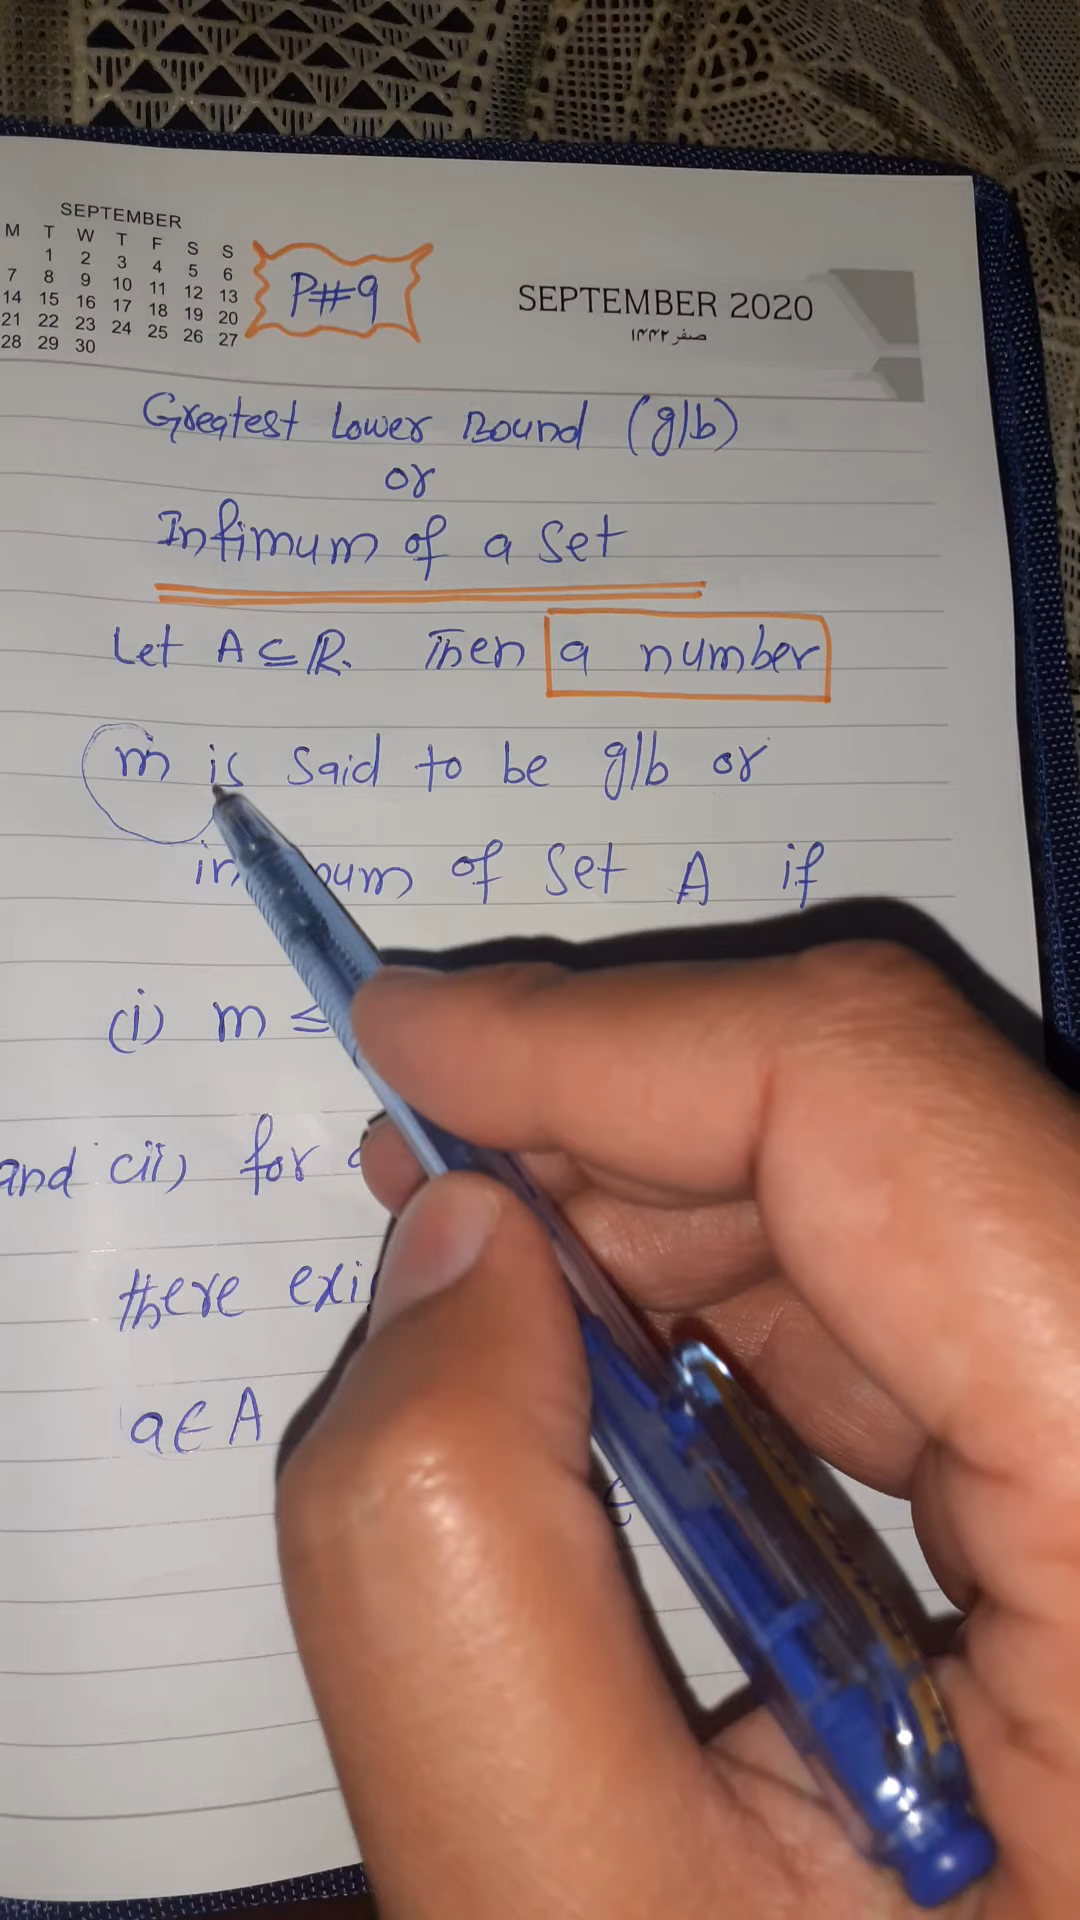 SEPTEMBER
M T W T F S S
1 2 3 4 5 6
7 8 9 10 11 12 13
14 15 16 17 18 19 20
21 22 23 24 25 26 27
28 29 30
P#9
SEPTEMBER 2020
صفر ١٤٤٢
Greatest Lower Bound (glb)
or
Infimum of a Set
Let A ⊆ ℝ. Then a number
m is said to be glb or
of Set A if
(i) m ≤
and (ii) for
there
a ∈ A
ϵ